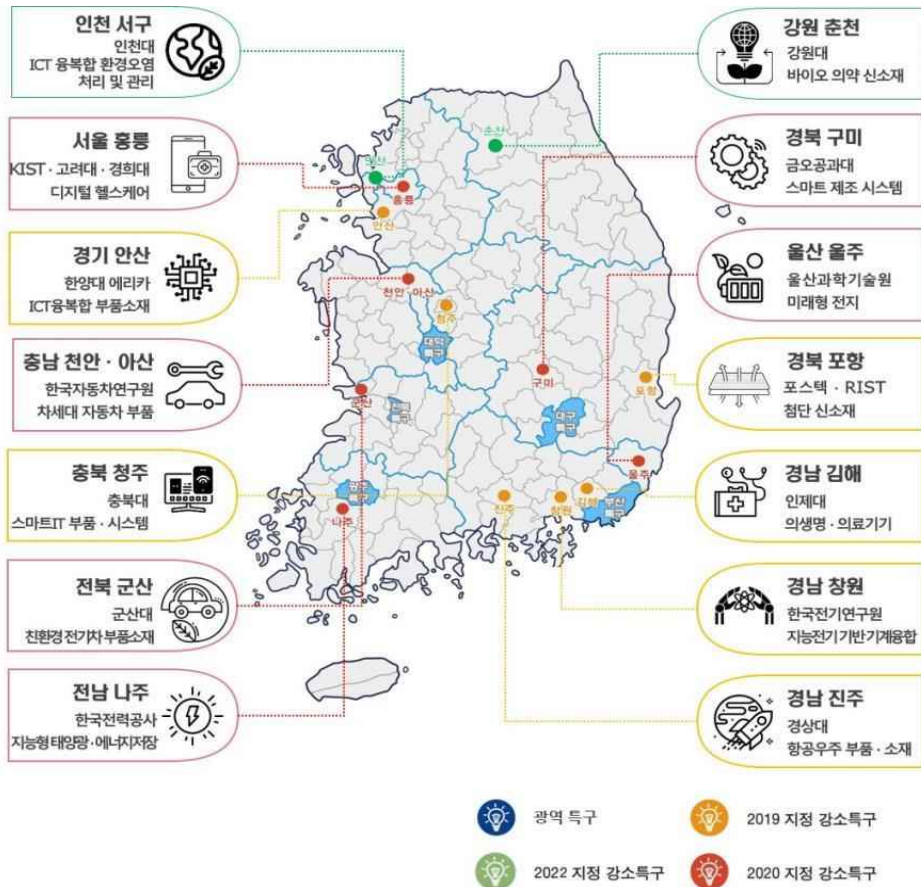 인천 서구
인천대
ICT 융복합 환경오염
처리 및 관리
서울 홍릉
KIST · 고려대 · 경희대
디지털 헬스케어
경기 안산
한양대 에리카
ICT융복합 부품소재
충남 천안 · 아산
한국자동차연구원
차세대 자동차 부품
충북 청주
충북대
스마트IT 부품 · 시스템
전북 군산
군산대
친환경 전기차 부품소재
전남 나주
한국전력공사
지능형 태양광·에너지저장
춘천
홍릉
안산
천안 · 아산
청주
대덕
특구
구미
포항
군산
특구
대구
특구
울주
광주
특구
나주
진주
창원
김해
부산
특구
강원 춘천
강원대
바이오 의약 신소재
경북 구미
금오공과대
스마트 제조 시스템
울산 울주
울산과학기술원
미래형 전지
경북 포항
포스텍 · RIST
첨단 신소재
경남 김해
인제대
의생명 · 의료기기
경남 창원
한국전기연구원
지능전기 기반 기계융합
경남 진주
경상대
항공우주 부품 · 소재
광역 특구
2019 지정 강소특구
2022 지정 강소특구
2020 지정 강소특구